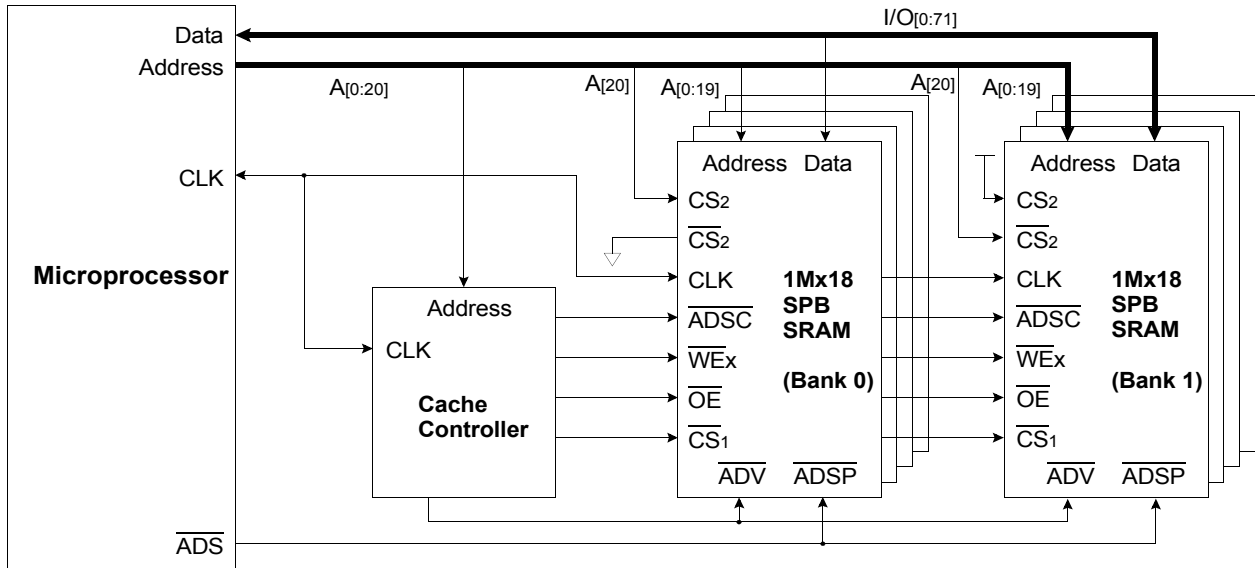 I/O[0:71]
Data
Address
A[0:20]
A[20]
A[0:19]
A[20]
A[0:19]
Address Data
Address Data
CLK
CS2
CS2
CS2
CS2
Microprocessor
CLK
1Mx18
SPB
SRAM
CLK
1Mx18
SPB
SRAM
Address
ADSC
ADSC
CLK
WEx
(Bank 0)
WEx
(Bank 1)
Cache
Controller
OE
OE
CS1
CS1
ADV ADSP
ADV ADSP
ADS